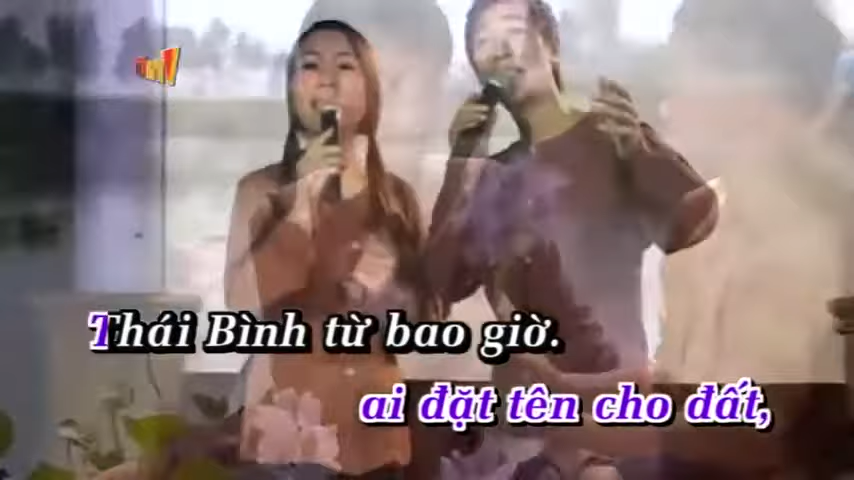 Thái Bình từ bao giờ.
ai đặt tên cho đất,